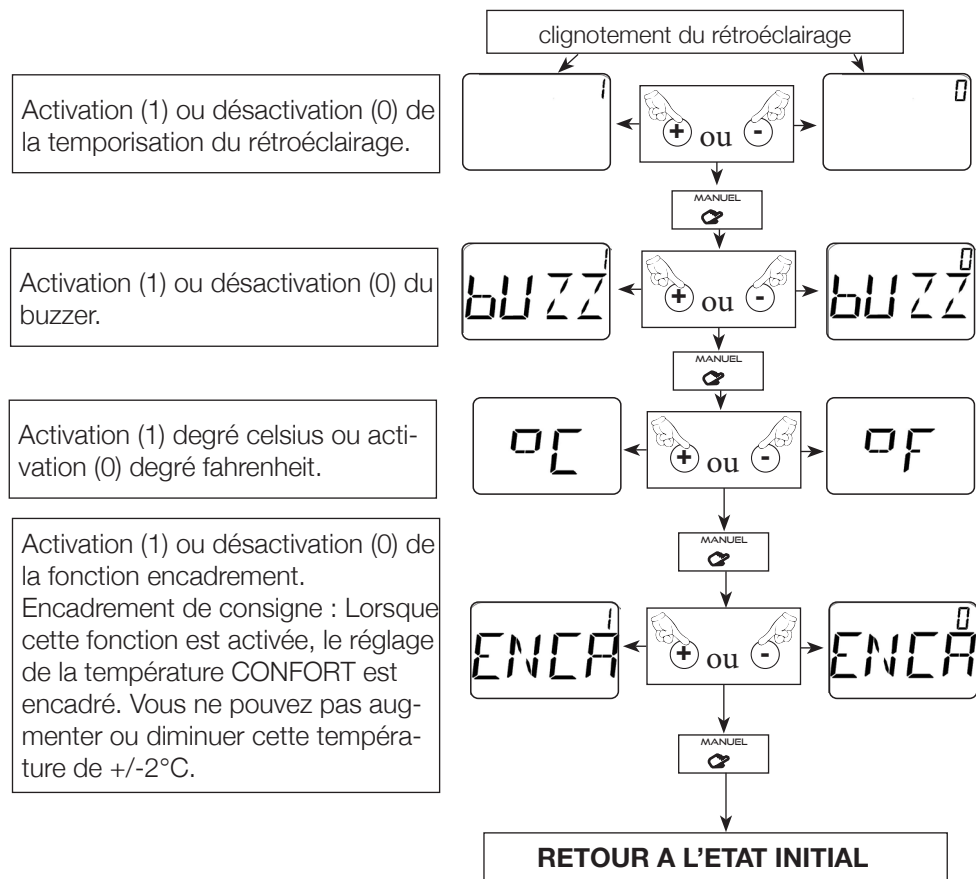 clignotement du rétroéclairage
Activation (1) ou désactivation (0) de
la temporisation du rétroéclairage.
1
+ ou -
0
MANUEL
Activation (1) ou désactivation (0) du
buzzer.
1
bUZZ
+ ou -
0
bUZZ
MANUEL
Activation (1) degré celsius ou acti-
vation (0) degré fahrenheit.
°C
+ ou -
°F
MANUEL
Activation (1) ou désactivation (0) de
la fonction encadrement.
Encadrement de consigne : Lorsque
cette fonction est activée, le réglage
de la température CONFORT est
encadré. Vous ne pouvez pas aug-
menter ou diminuer cette tempéra-
ture de +/-2°C.
1
ENCA
+ ou -
0
ENCA
MANUEL
RETOUR A L'ETAT INITIAL